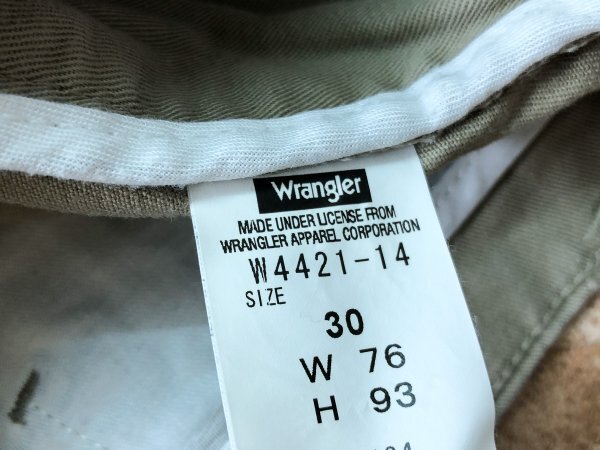 Wrangler
MADE UNDER LICENSE FROM
WRANGLER APPAREL CORPORATION
W4421-14
SIZE
30
W 76
H 93